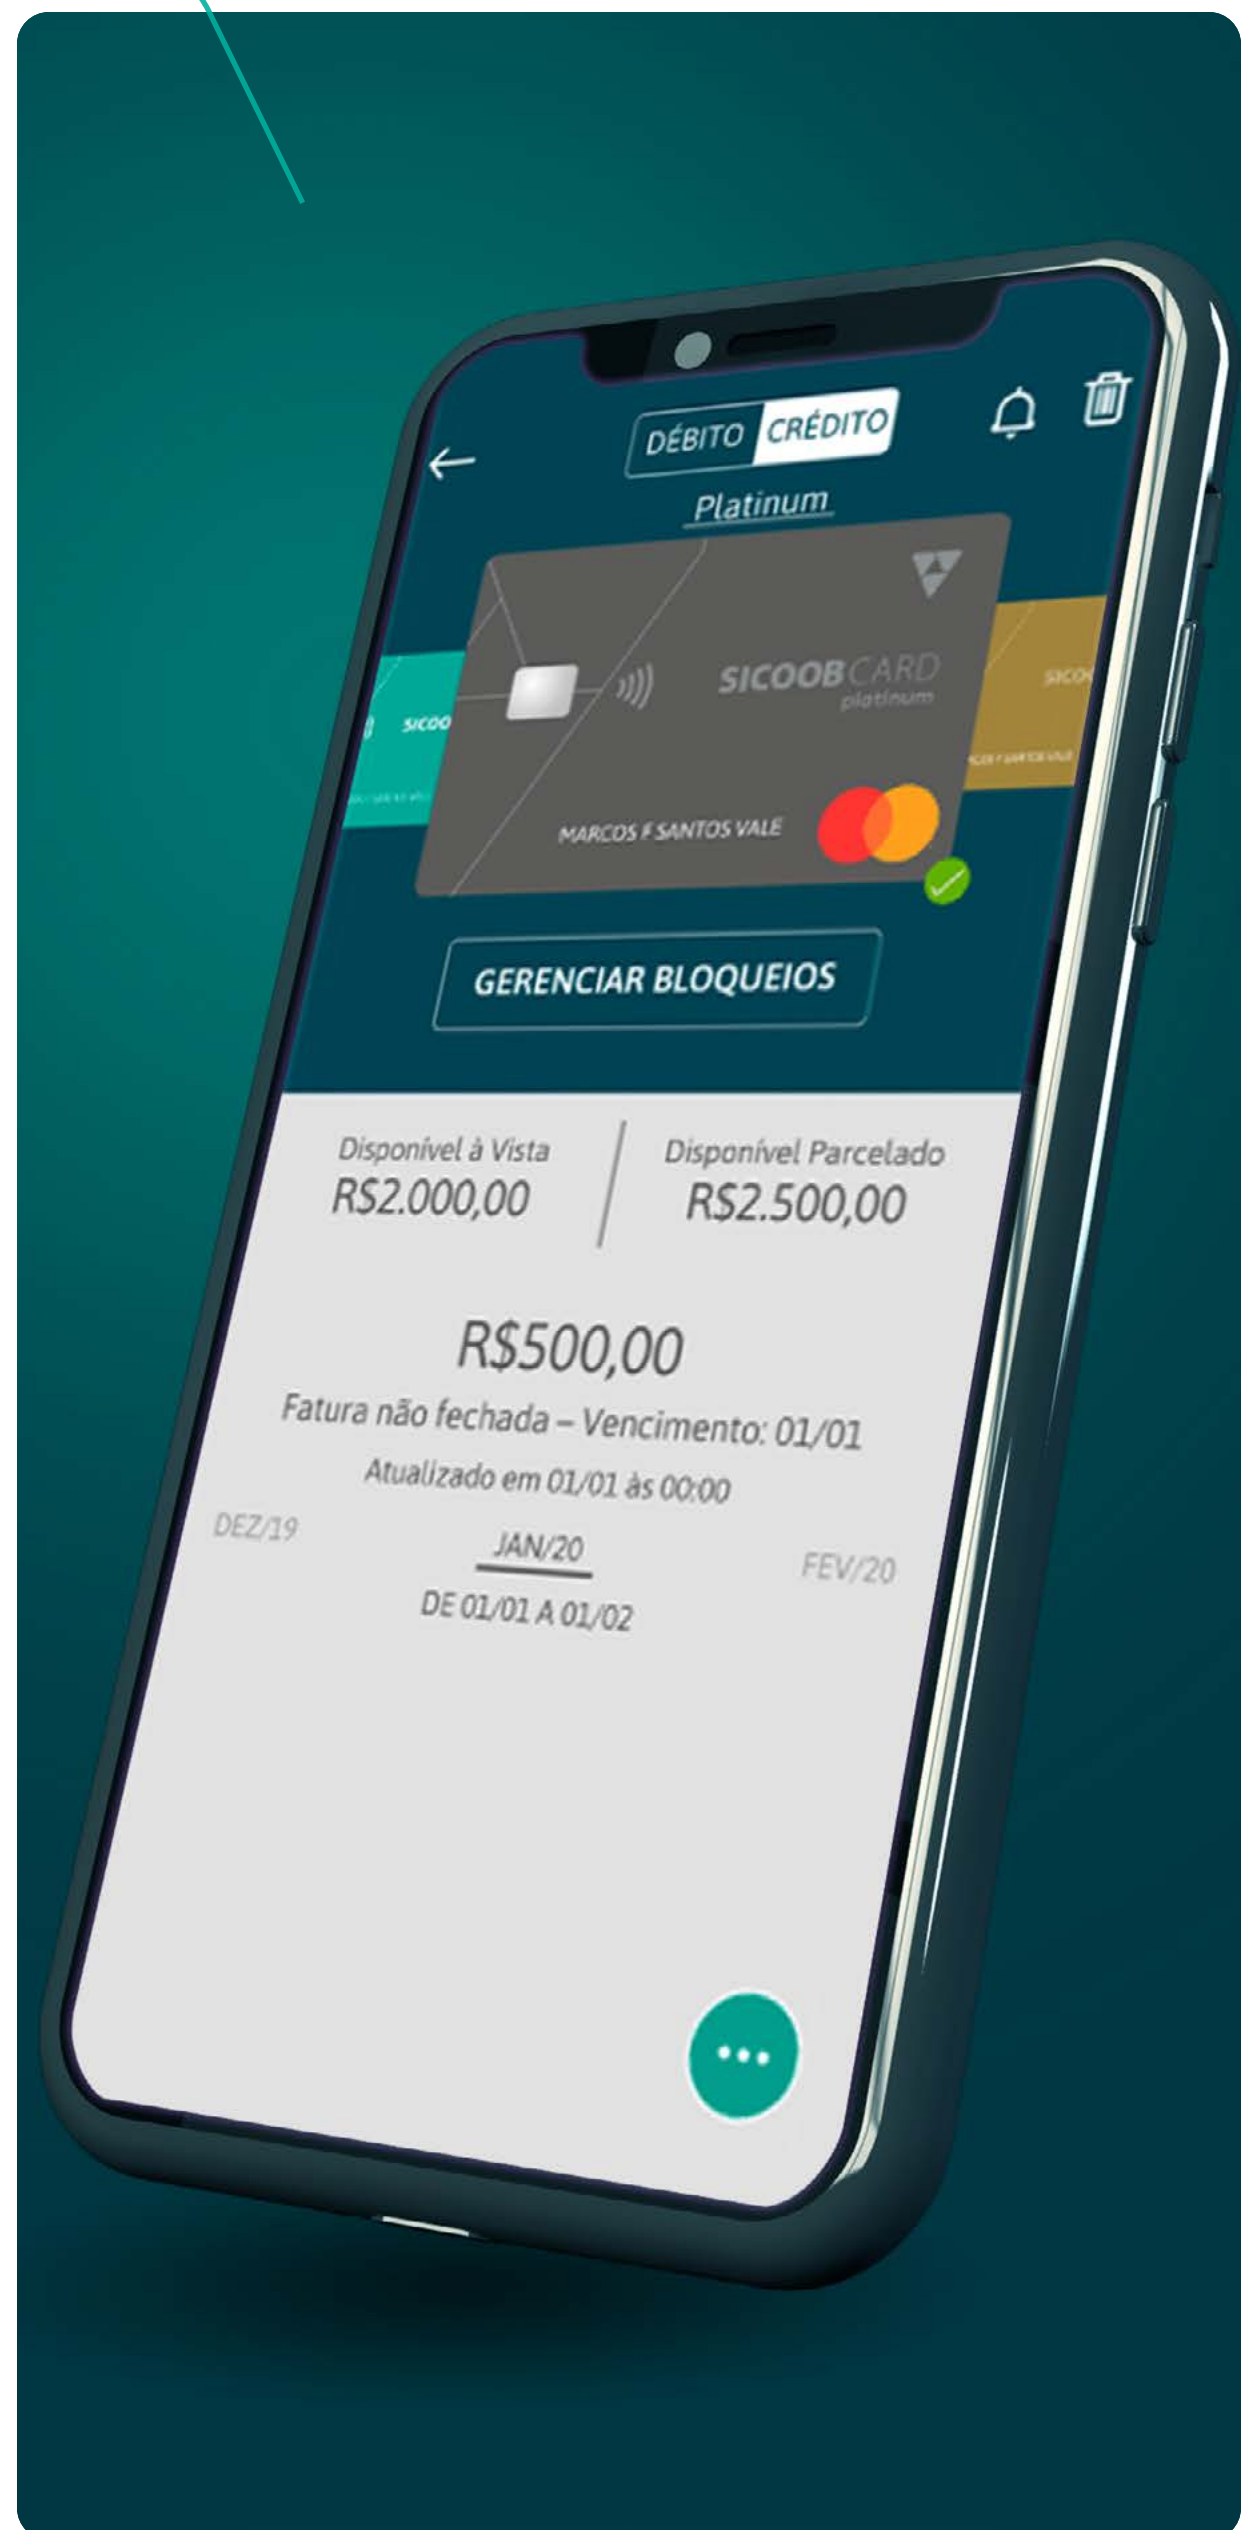 DÉBITO CRÉDITO
Platinum
SICOOBCARD
platinum
SICOO
MARCOS F SANTOS VALE
GERENCIAR BLOQUEIOS
Disponível à Vista
R$2.000,00
Disponível Parcelado
R$2.500,00
R$500,00
Fatura não fechada – Vencimento: 01/01
Atualizado em 01/01 às 00:00
DEZ/19
JAN/20
FEV/20
DE 01/01 A 01/02